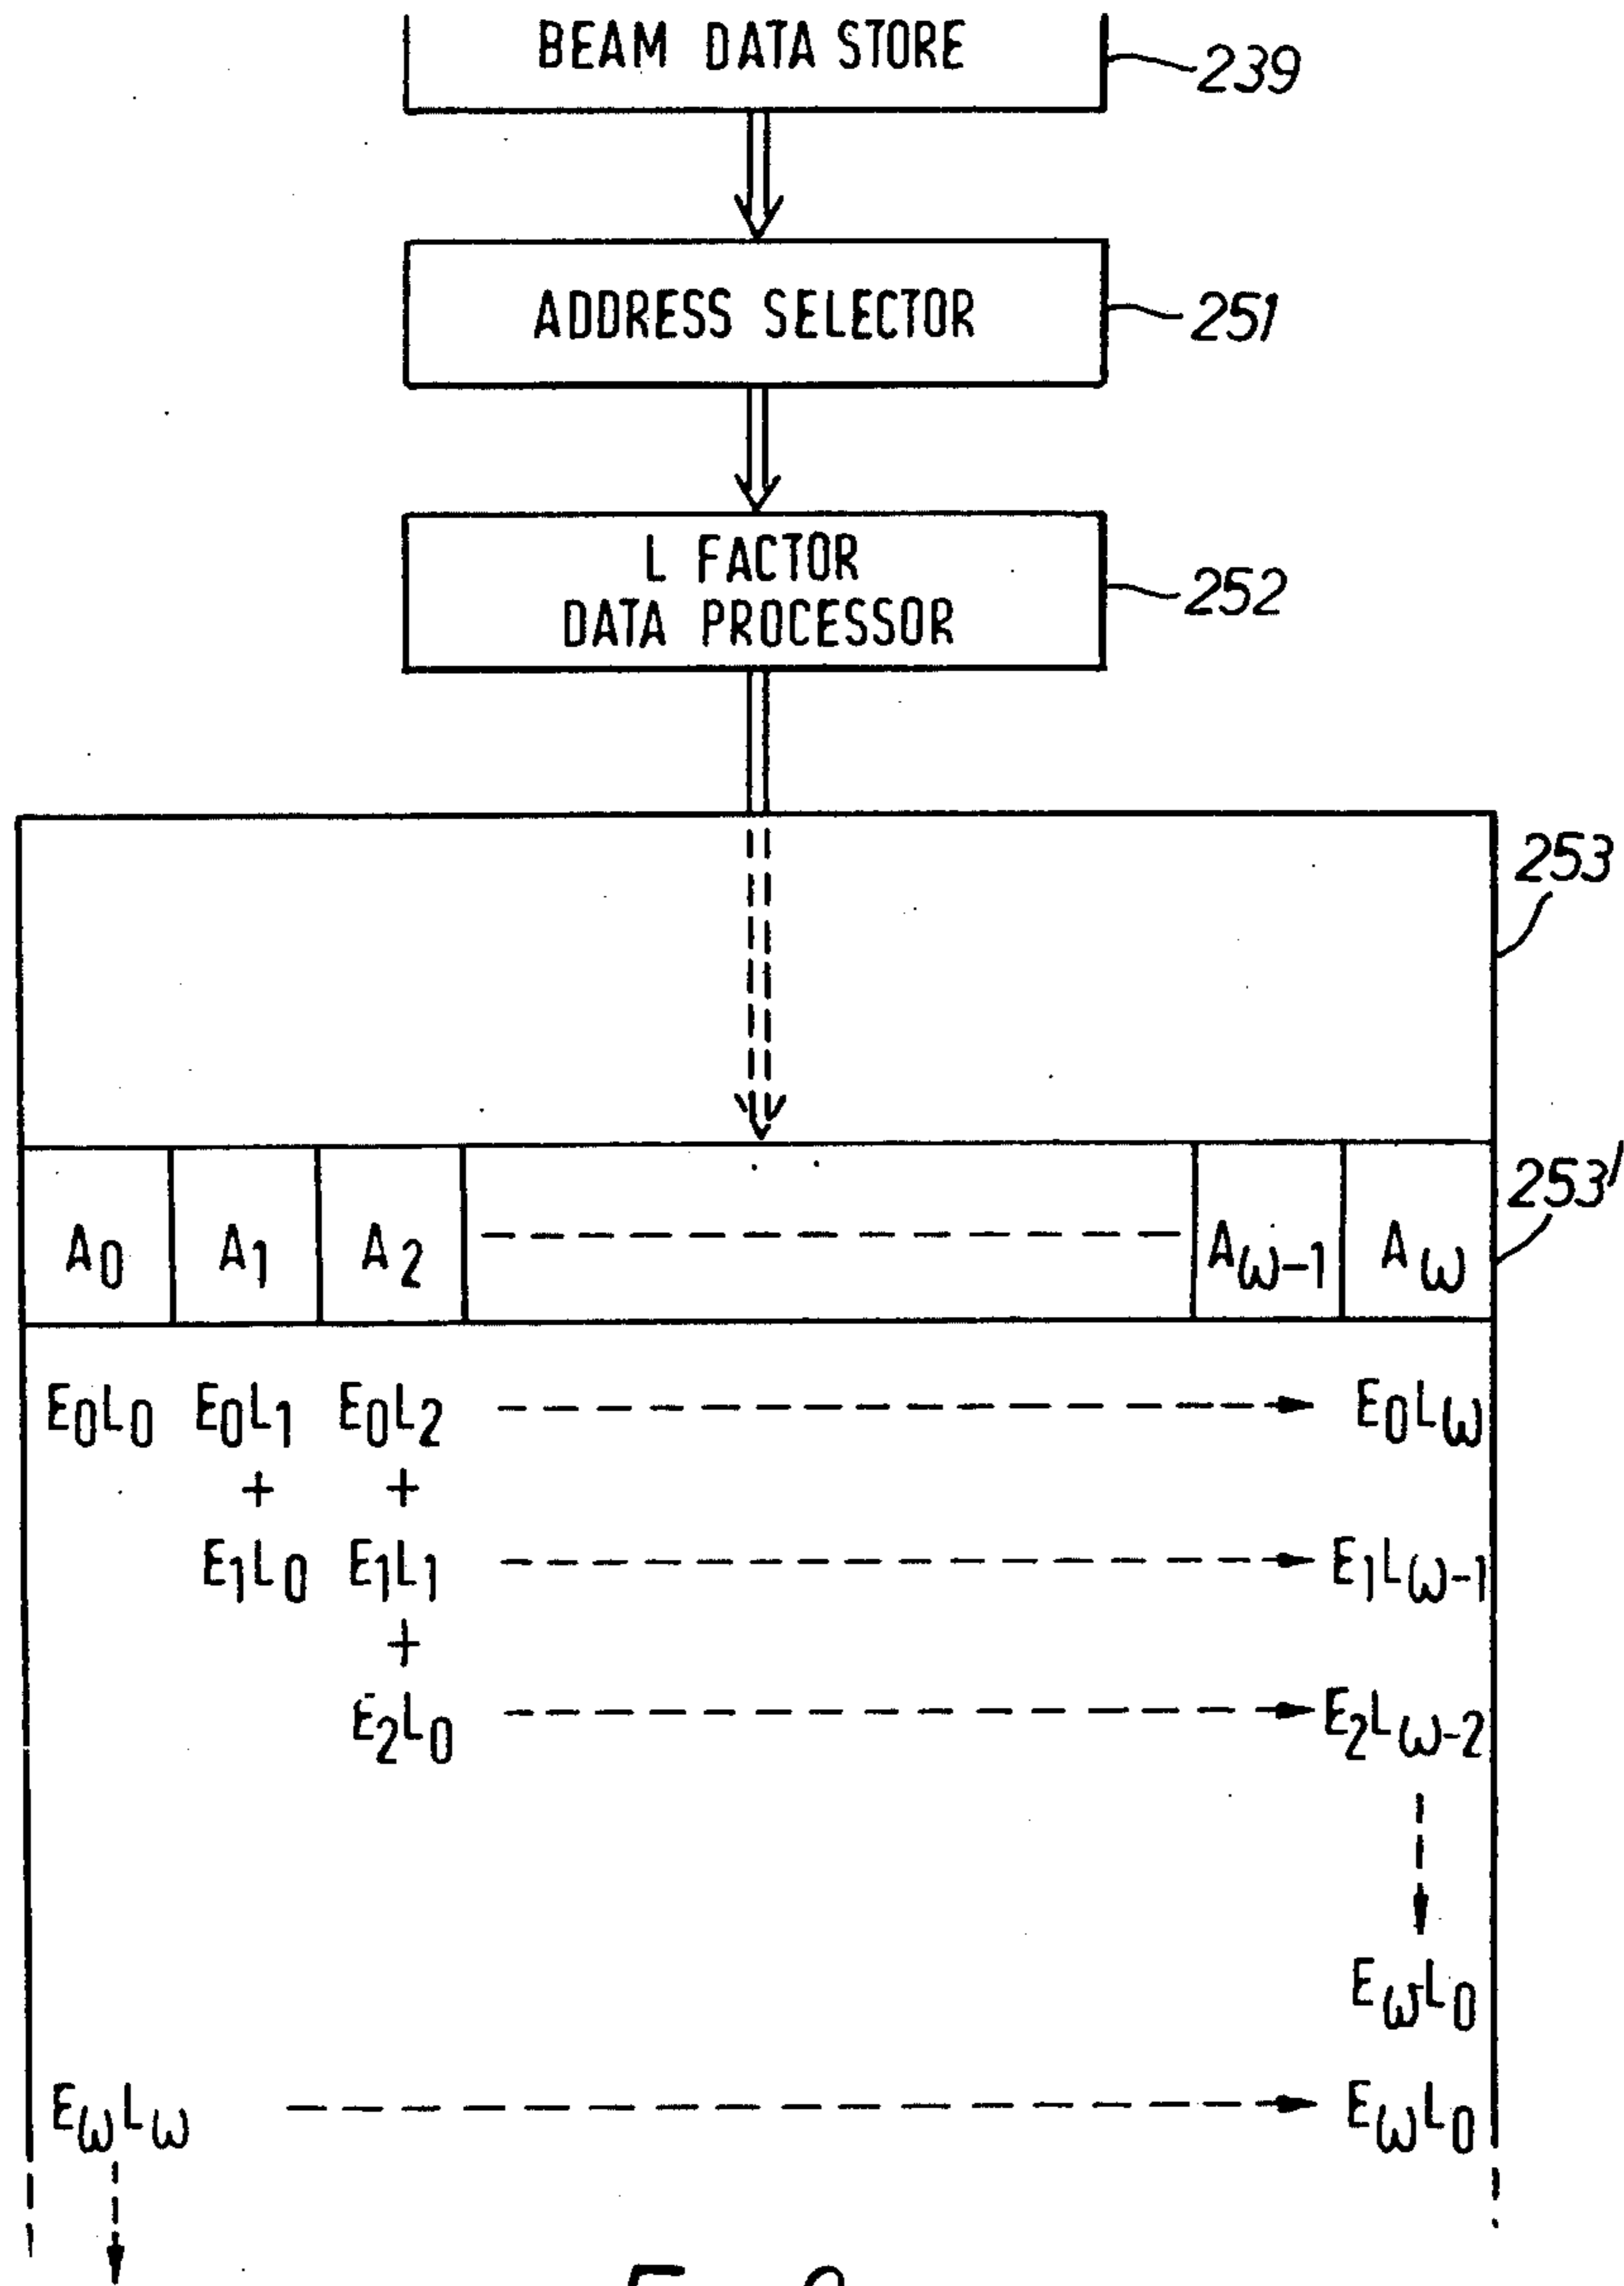 BEAM DATA STORE
239
ADDRESS SELECTOR
251
L FACTOR
DATA PROCESSOR
252
253
253'
A0 A1 A2 Aω-1 Aω
E0L0 E0L1 E0L2 E0Lω
+ +
E1L0 E1L1 E1Lω-1
+
E2L0 E2Lω-2
EωL0
EωLω EωL0